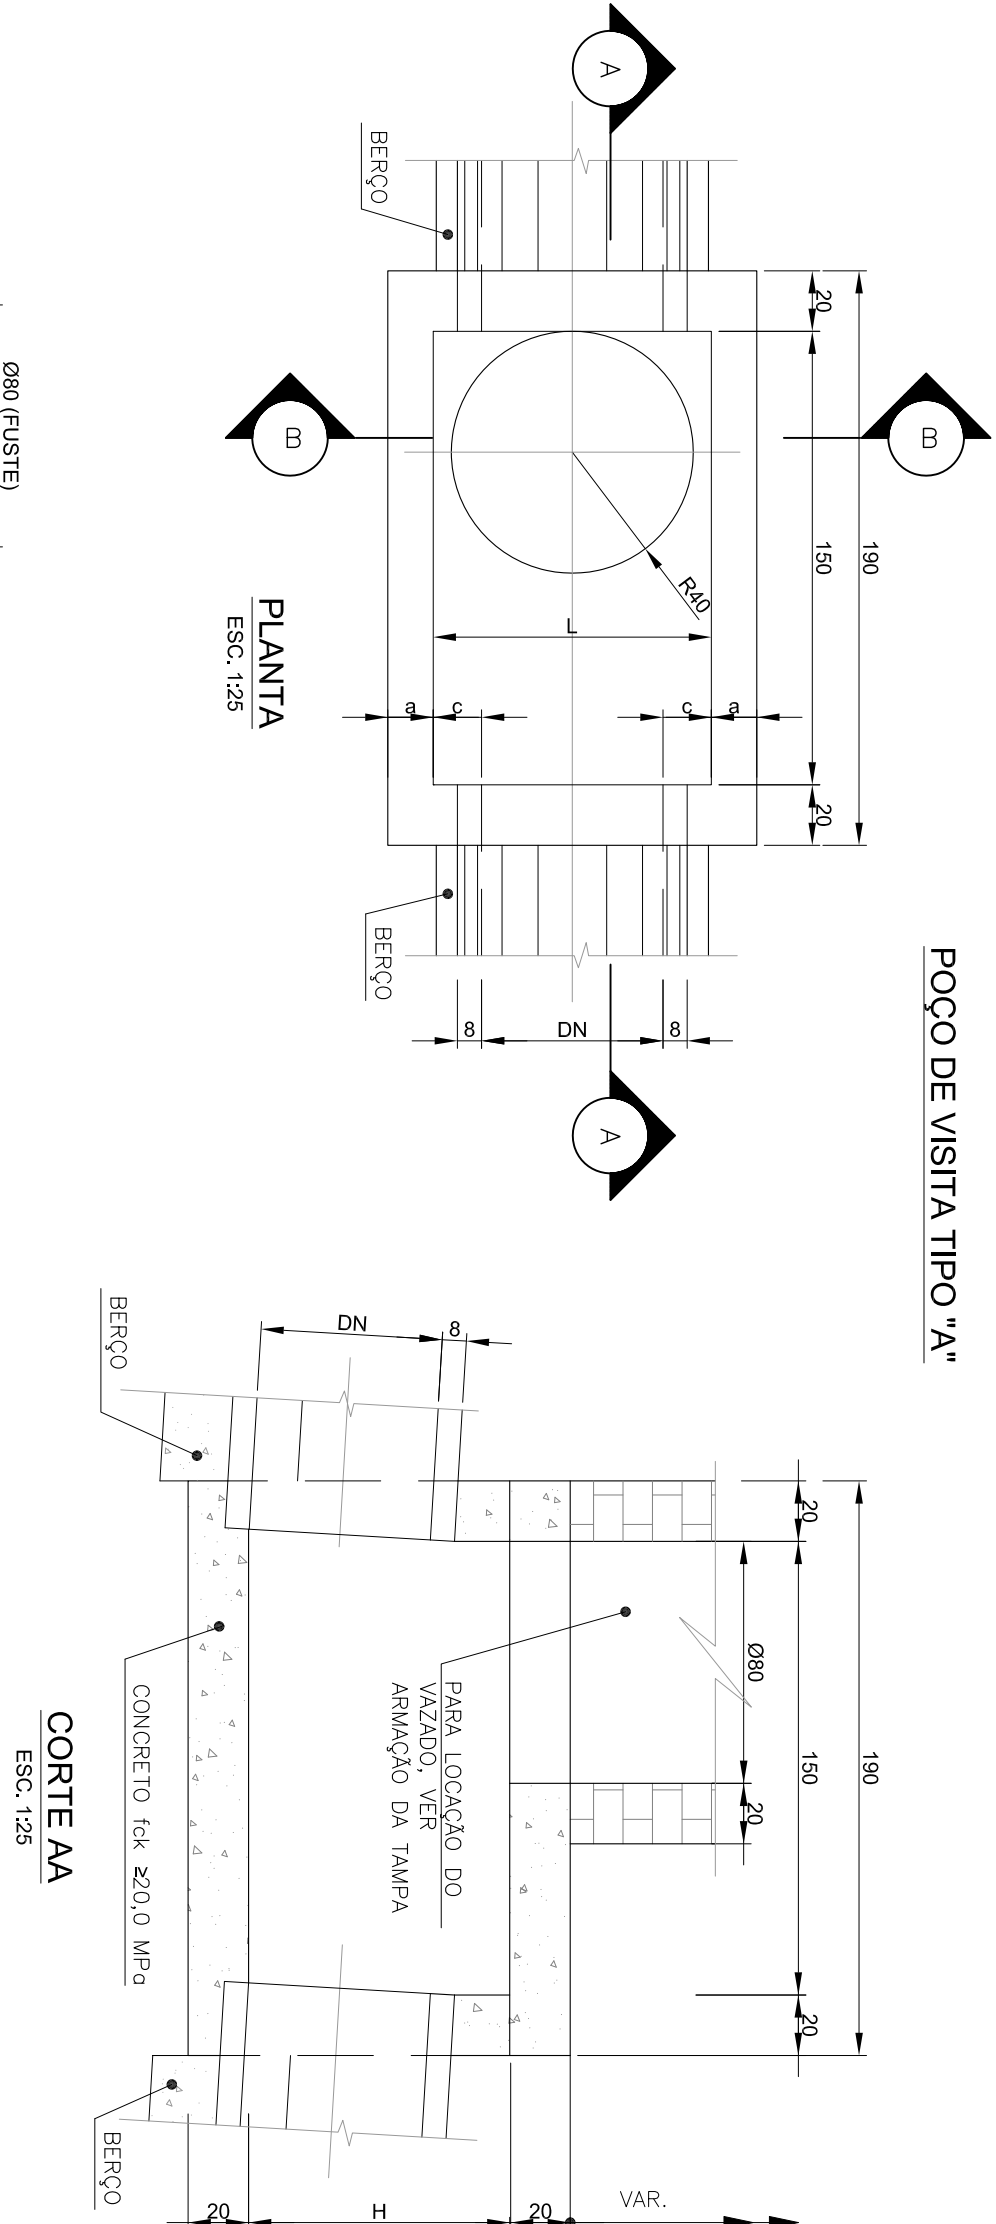 POÇO DE VISITA TIPO "A"
A
A
B
B
BERÇO
BERÇO
20
150
20
190
R40
L
a
c
c
a
8
DN
8
PLANTA
ESC. 1:25
Ø80 (FUSTE)
BERÇO
BERÇO
DN
8
20
150
20
190
Ø80
20
PARA LOCAÇÃO DO
VAZADO, VER
ARMAÇÃO DA TAMPA
CONCRETO fck ≥20,0 MPa
20
H
20
VAR.
CORTE AA
ESC. 1:25